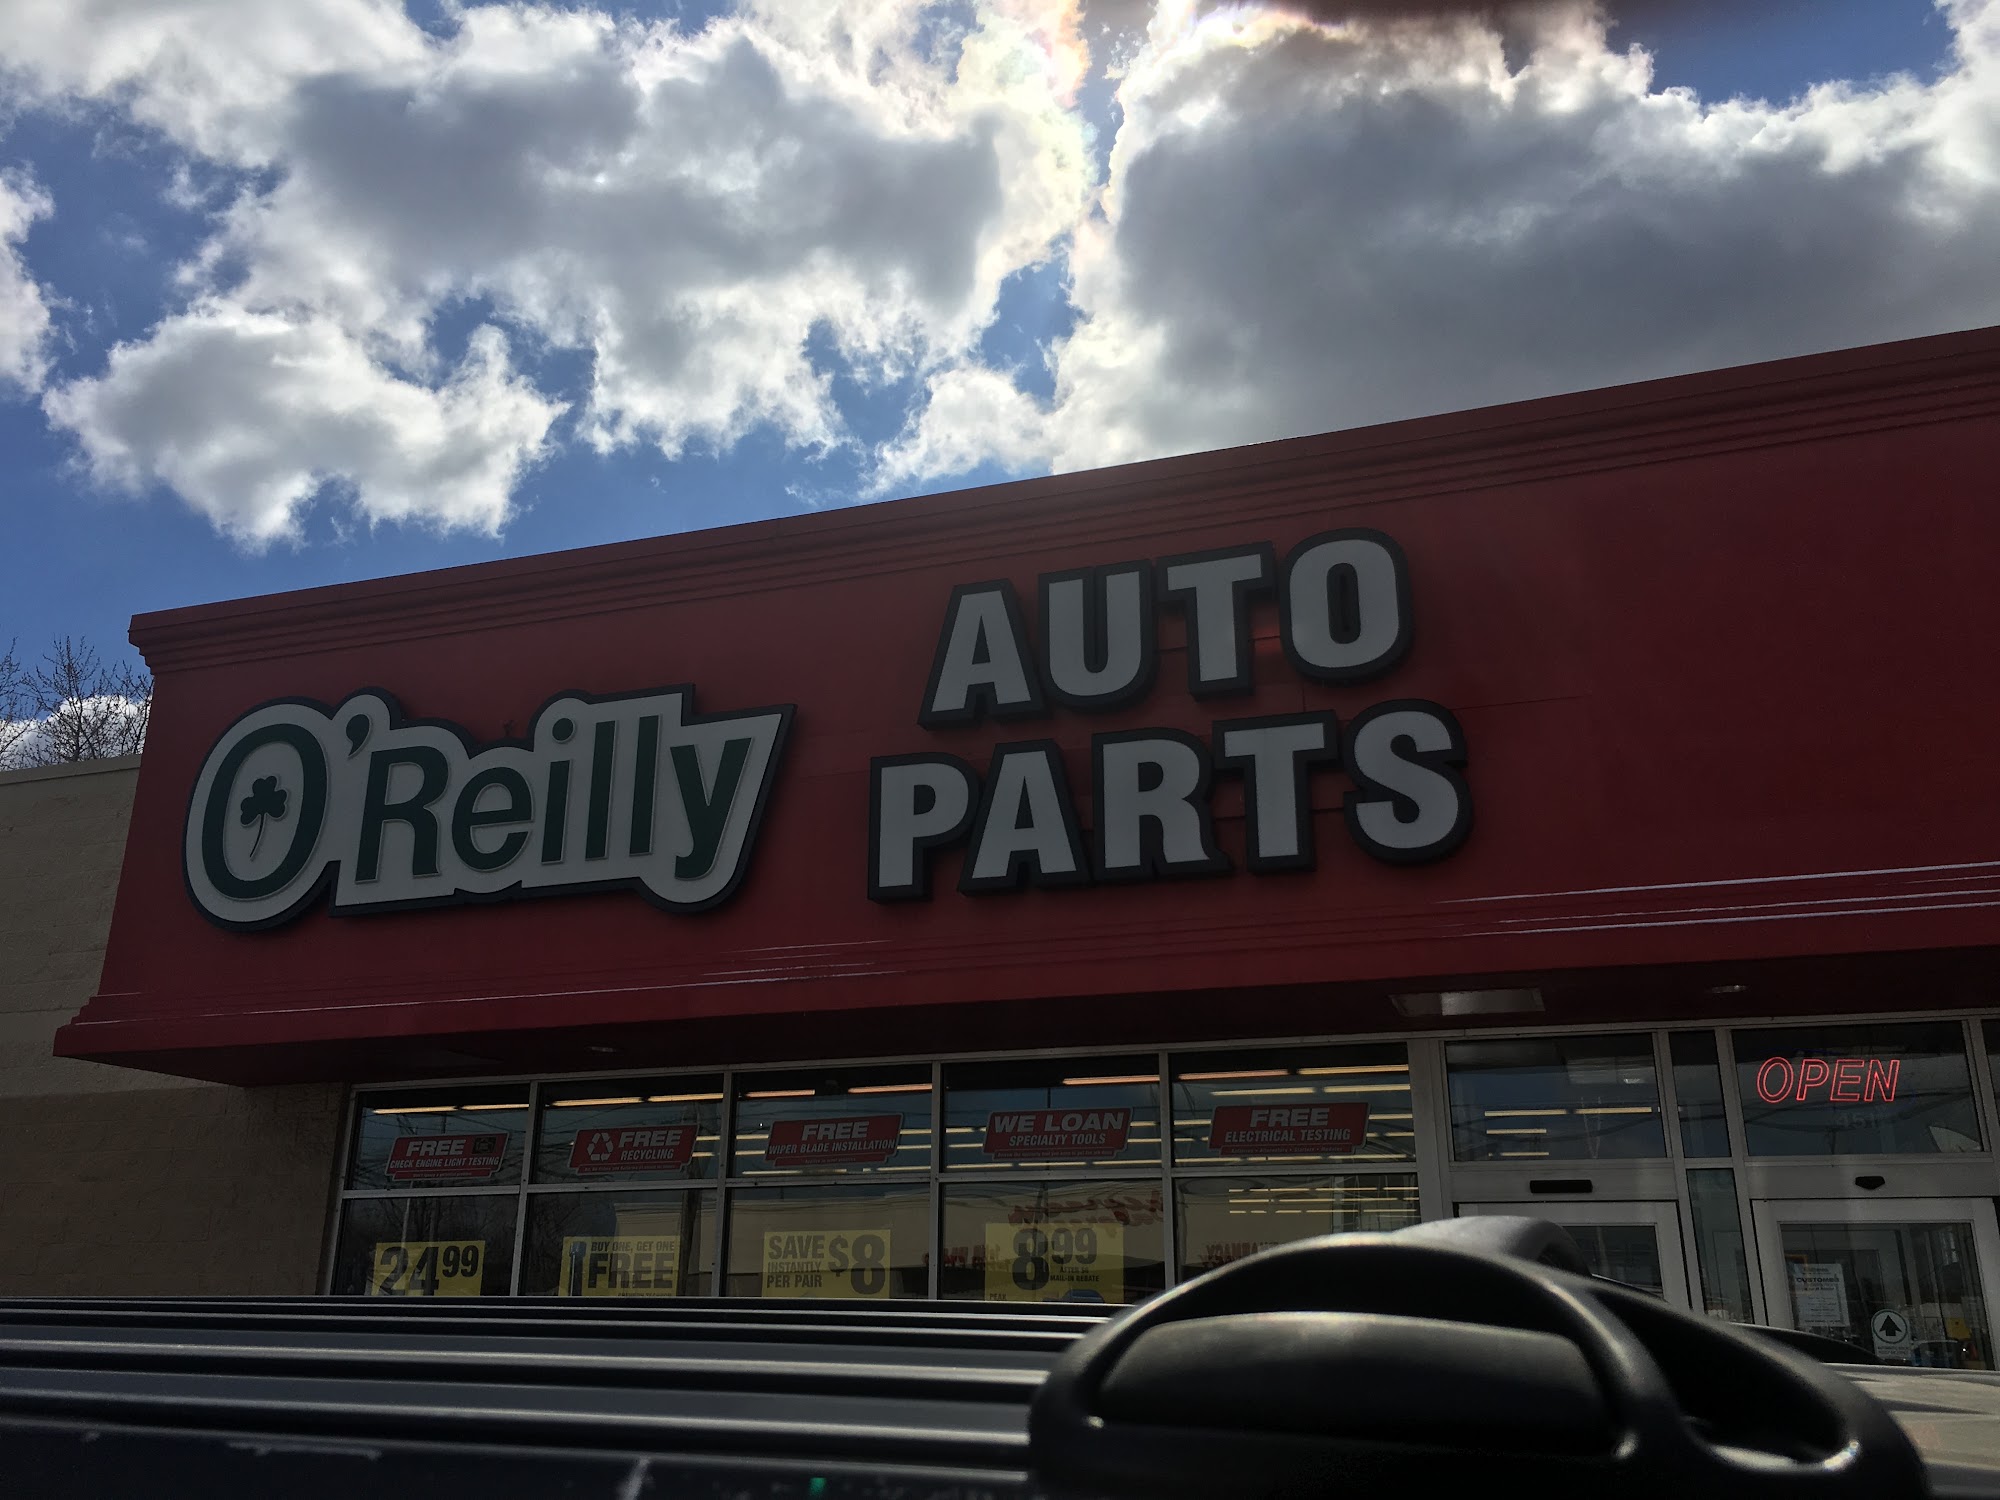 O'Reilly
AUTO
PARTS
OPEN
FREE
CHECK ENGINE LIGHT TESTING
FREE
RECYCLING
FREE
WIPER BLADE INSTALLATION
WE LOAN
SPECIALTY TOOLS
FREE
ELECTRICAL TESTING
24.99
BUY ONE, GET ONE
FREE
SAVE
INSTANTLY
PER PAIR
$8
8.99
AFTER $6
MAIL-IN REBATE
PEAK